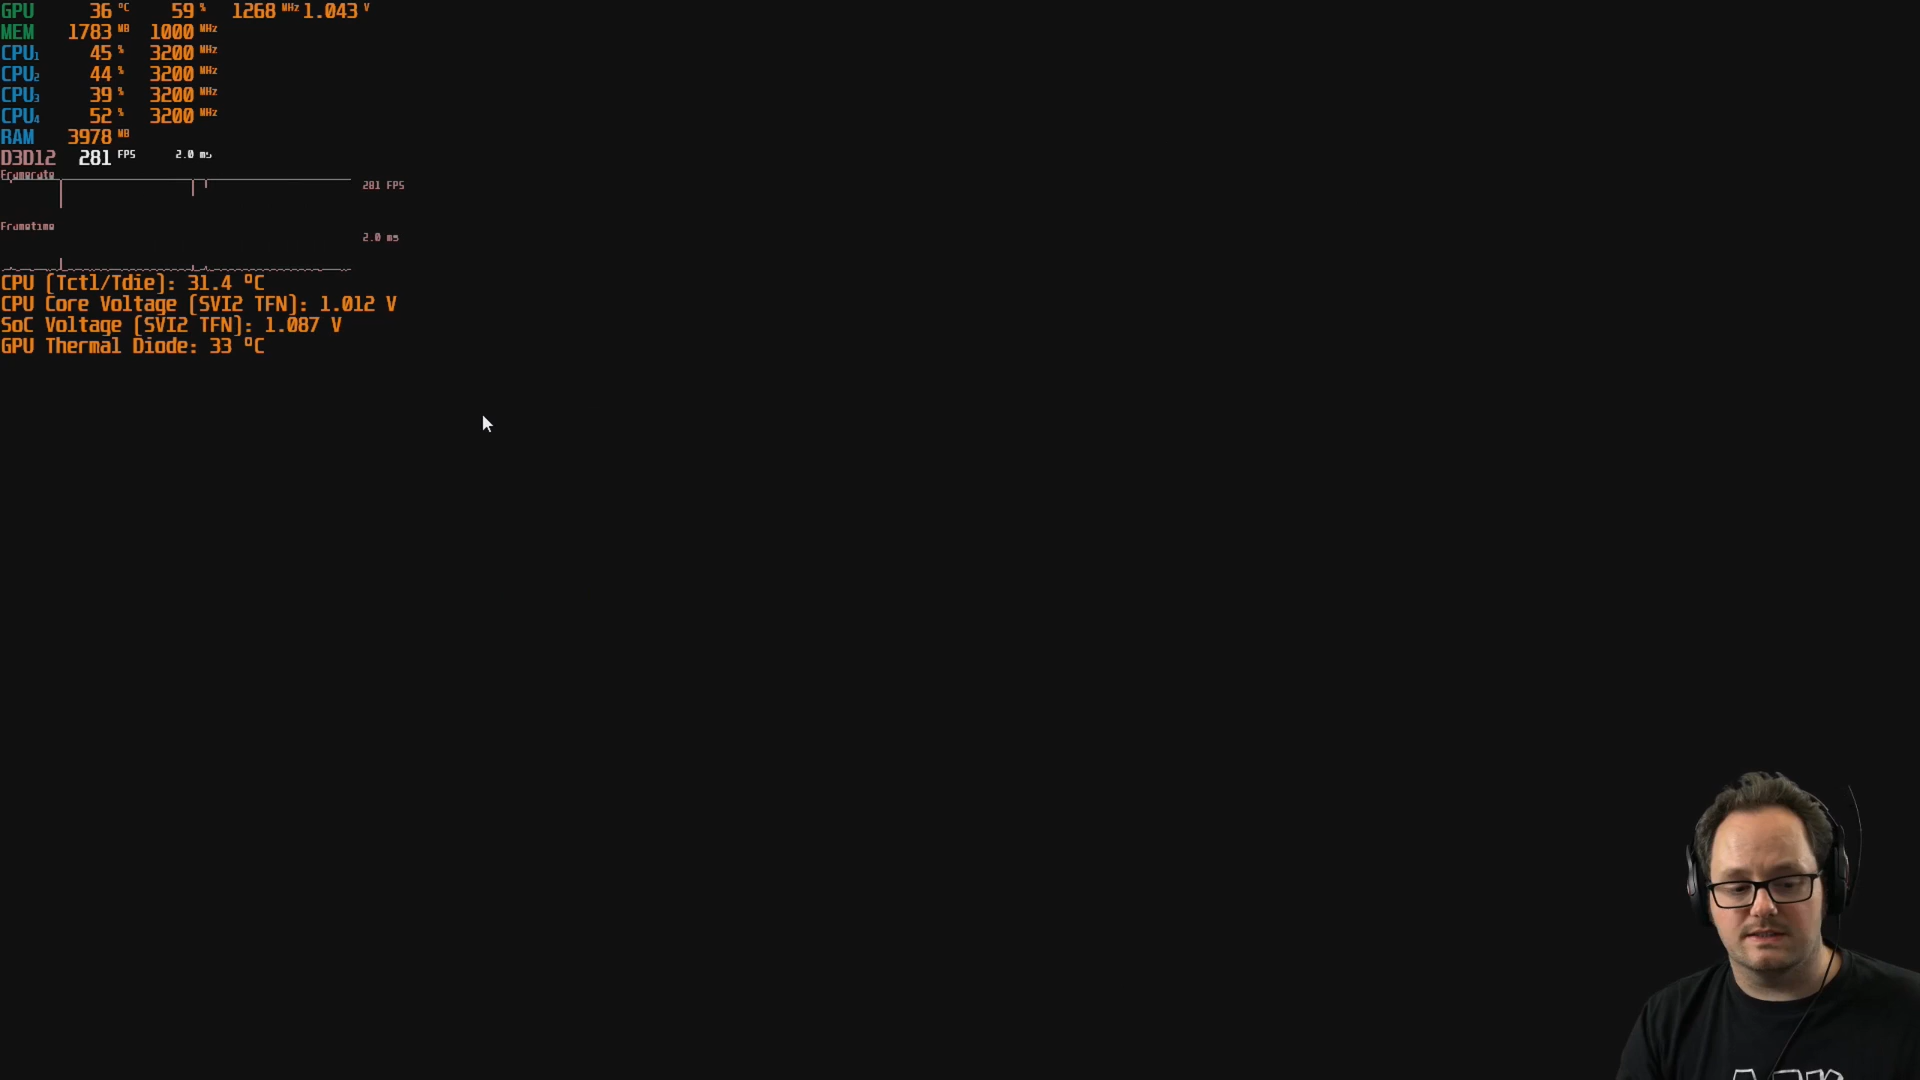 GPU 36 °C 59 % 1268 MHz 1.043 V
MEM 1783 MB 1000 MHz
CPU1 45 % 3200 MHz
CPU2 44 % 3200 MHz
CPU3 39 % 3200 MHz
CPU4 52 % 3200 MHz
RAM 3978 MB
D3D12 281 FPS 2.0 ms
Framerate
281 FPS
Frametime
2.0 ms
CPU [Tctl/Tdie]: 31.4 °C
CPU Core Voltage [SVI2 TFN]: 1.012 V
SoC Voltage [SVI2 TFN]: 1.087 V
GPU Thermal Diode: 33 °C